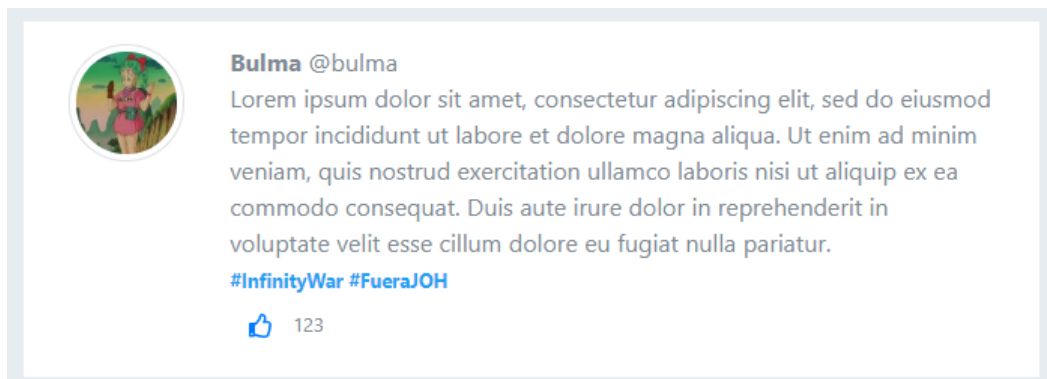 Bulma @bulma
Lorem ipsum dolor sit amet, consectetur adipiscing elit, sed do eiusmod
tempor incididunt ut labore et dolore magna aliqua. Ut enim ad minim
veniam, quis nostrud exercitation ullamco laboris nisi ut aliquip ex ea
commodo consequat. Duis aute irure dolor in reprehenderit in
voluptate velit esse cillum dolore eu fugiat nulla pariatur.
#InfinityWar #FueraJOH
123